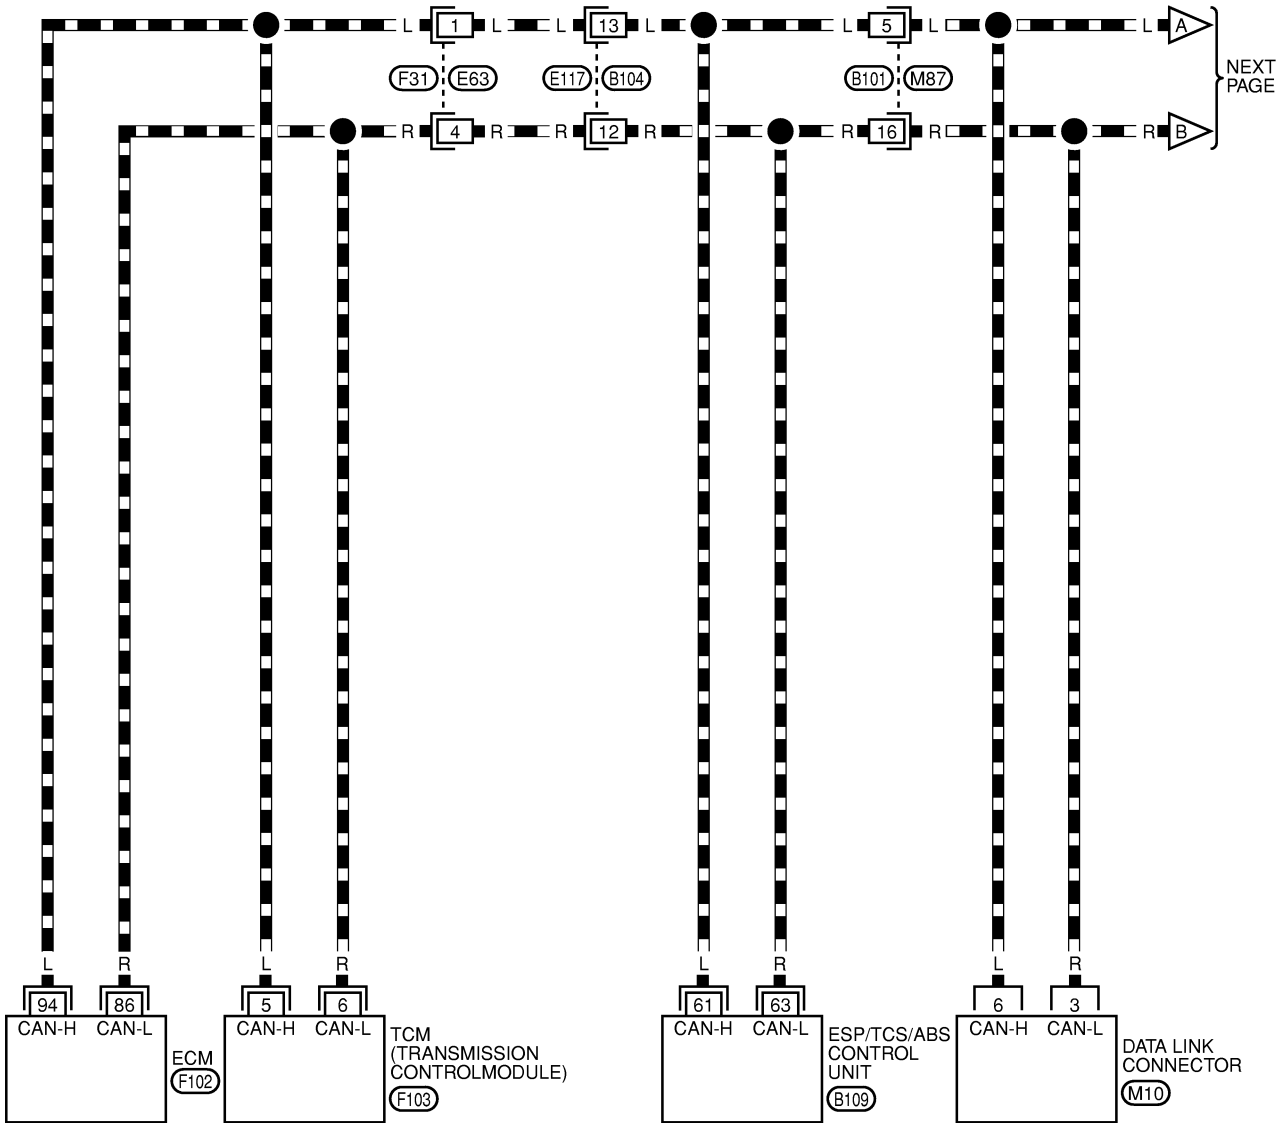 L 1 L L 13 L L 5 L L A
F31 E63 E117 B104 B101 M87
NEXT
PAGE
R 4 R R 12 R R 16 R R B
L R L R L R L R
94 86 5 6 61 63 6 3
CAN-H CAN-L CAN-H CAN-L CAN-H CAN-L CAN-H CAN-L
ECM
F102
TCM
(TRANSMISSION
CONTROLMODULE)
F103
ESP/TCS/ABS
CONTROL
UNIT
B109
DATA LINK
CONNECTOR
M10